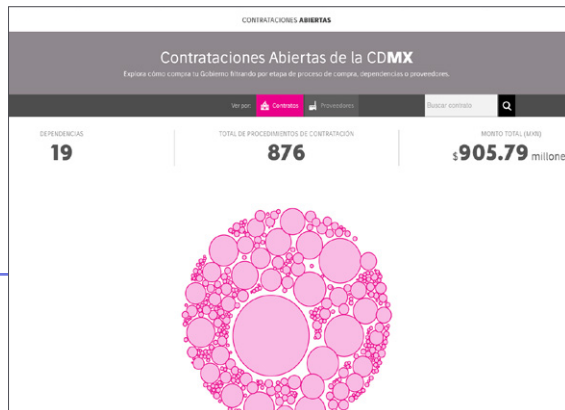 CONTRATACIONES ABIERTAS
Contrataciones Abiertas de la CDMX
Explora cómo compra tu Gobierno filtrando por etapa de proceso de compra, dependencias o proveedores.
Ver por: Contratos Proveedores Buscar contrato
DEPENDENCIAS TOTAL DE PROCEDIMIENTOS DE CONTRATACIÓN MONTO TOTAL (MXN)
19 876 $905.79 millone